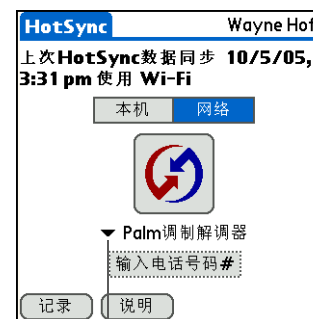 HotSync Wayne Hof
上次HotSync数据同步 10/5/05,
3:31 pm 使用 Wi-Fi
本机 网络
Palm调制解调器
输入电话号码#
记录 说明